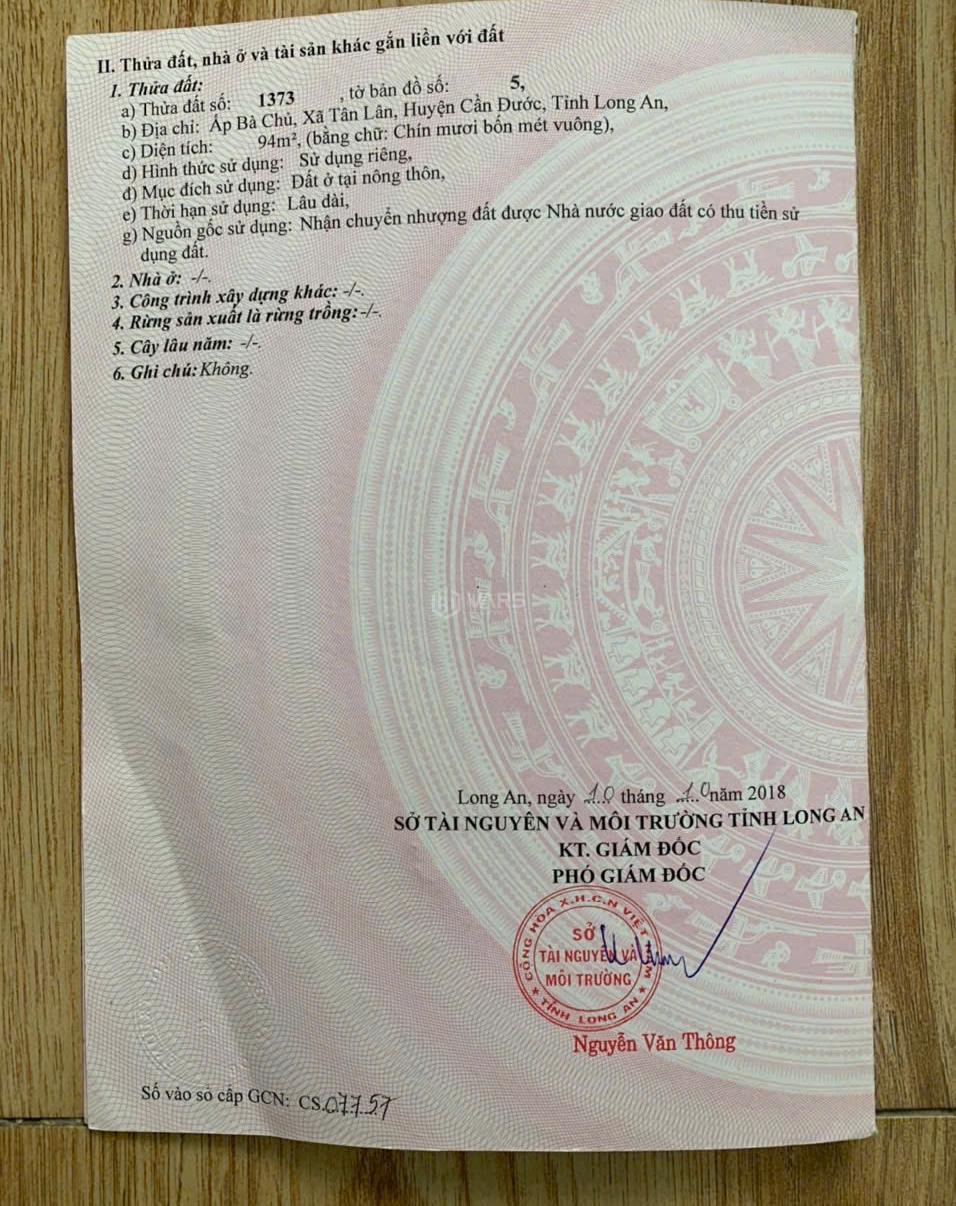 II. Thửa đất, nhà ở và tài sản khác gắn liền với đất
1. Thửa đất:
a) Thửa đất số: 1373 , tờ bản đồ số: 5,
b) Địa chỉ: Ấp Bà Chủ, Xã Tân Lân, Huyện Cần Đước, Tỉnh Long An,
c) Diện tích: 94m², (bằng chữ: Chín mươi bốn mét vuông),
d) Hình thức sử dụng: Sử dụng riêng,
đ) Mục đích sử dụng: Đất ở tại nông thôn,
e) Thời hạn sử dụng: Lâu dài,
g) Nguồn gốc sử dụng: Nhận chuyển nhượng đất được Nhà nước giao đất có thu tiền sử
dụng đất.
2. Nhà ở: -/-.
3. Công trình xây dựng khác: -/-.
4. Rừng sản xuất là rừng trồng: -/-.
5. Cây lâu năm: -/-.
6. Ghi chú: Không.
WARS
Long An, ngày 10 tháng 10 năm 2018
SỞ TÀI NGUYÊN VÀ MÔI TRƯỜNG TỈNH LONG AN
KT. GIÁM ĐỐC
PHÓ GIÁM ĐỐC
CỘNG HÒA X.H.C.N VIỆT NAM
SỞ
TÀI NGUYÊN VÀ
MÔI TRƯỜNG
★ TỈNH LONG AN ★
Nguyễn Văn Thông
Số vào sổ cấp GCN: CS.07757